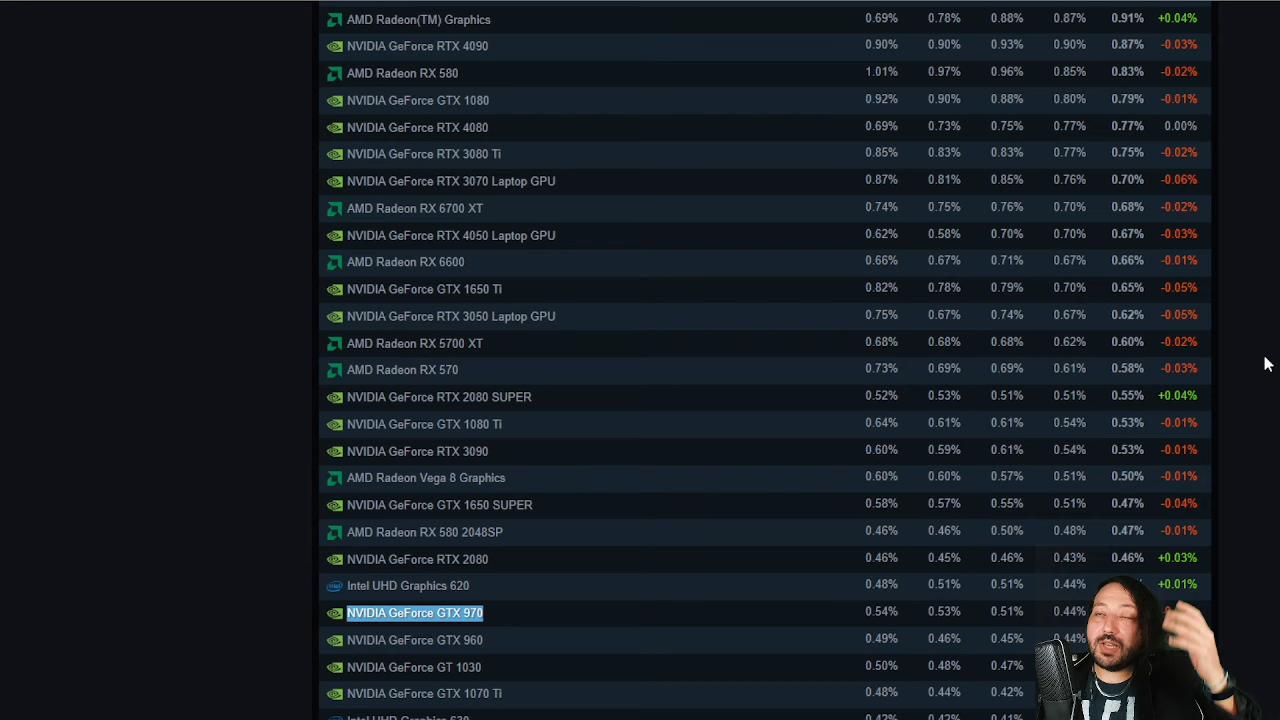 AMD Radeon(TM) Graphics 0.69% 0.78% 0.88% 0.87% 0.91% +0.04%
NVIDIA GeForce RTX 4090 0.90% 0.90% 0.93% 0.90% 0.87% -0.03%
AMD Radeon RX 580 1.01% 0.97% 0.96% 0.85% 0.83% -0.02%
NVIDIA GeForce GTX 1080 0.92% 0.90% 0.88% 0.80% 0.79% -0.01%
NVIDIA GeForce RTX 4080 0.69% 0.73% 0.75% 0.77% 0.77% 0.00%
NVIDIA GeForce RTX 3080 Ti 0.85% 0.83% 0.83% 0.77% 0.75% -0.02%
NVIDIA GeForce RTX 3070 Laptop GPU 0.87% 0.81% 0.85% 0.76% 0.70% -0.06%
AMD Radeon RX 6700 XT 0.74% 0.75% 0.76% 0.70% 0.68% -0.02%
NVIDIA GeForce RTX 4050 Laptop GPU 0.62% 0.58% 0.70% 0.70% 0.67% -0.03%
AMD Radeon RX 6600 0.66% 0.67% 0.71% 0.67% 0.66% -0.01%
NVIDIA GeForce GTX 1650 Ti 0.82% 0.78% 0.79% 0.70% 0.65% -0.05%
NVIDIA GeForce RTX 3050 Laptop GPU 0.75% 0.67% 0.74% 0.67% 0.62% -0.05%
AMD Radeon RX 5700 XT 0.68% 0.68% 0.68% 0.62% 0.60% -0.02%
AMD Radeon RX 570 0.73% 0.69% 0.69% 0.61% 0.58% -0.03%
NVIDIA GeForce RTX 2080 SUPER 0.52% 0.53% 0.51% 0.51% 0.55% +0.04%
NVIDIA GeForce GTX 1080 Ti 0.64% 0.61% 0.61% 0.54% 0.53% -0.01%
NVIDIA GeForce RTX 3090 0.60% 0.59% 0.61% 0.54% 0.53% -0.01%
AMD Radeon Vega 8 Graphics 0.60% 0.60% 0.57% 0.51% 0.50% -0.01%
NVIDIA GeForce GTX 1650 SUPER 0.58% 0.57% 0.55% 0.51% 0.47% -0.04%
AMD Radeon RX 580 2048SP 0.46% 0.46% 0.50% 0.48% 0.47% -0.01%
NVIDIA GeForce RTX 2080 0.46% 0.45% 0.46% 0.43% 0.46% +0.03%
Intel UHD Graphics 620 0.48% 0.51% 0.51% 0.44% +0.01%
NVIDIA GeForce GTX 970 0.54% 0.53% 0.51% 0.44%
NVIDIA GeForce GTX 960 0.49% 0.46% 0.45% 0.44%
NVIDIA GeForce GT 1030 0.50% 0.48% 0.47%
NVIDIA GeForce GTX 1070 Ti 0.48% 0.44% 0.42%